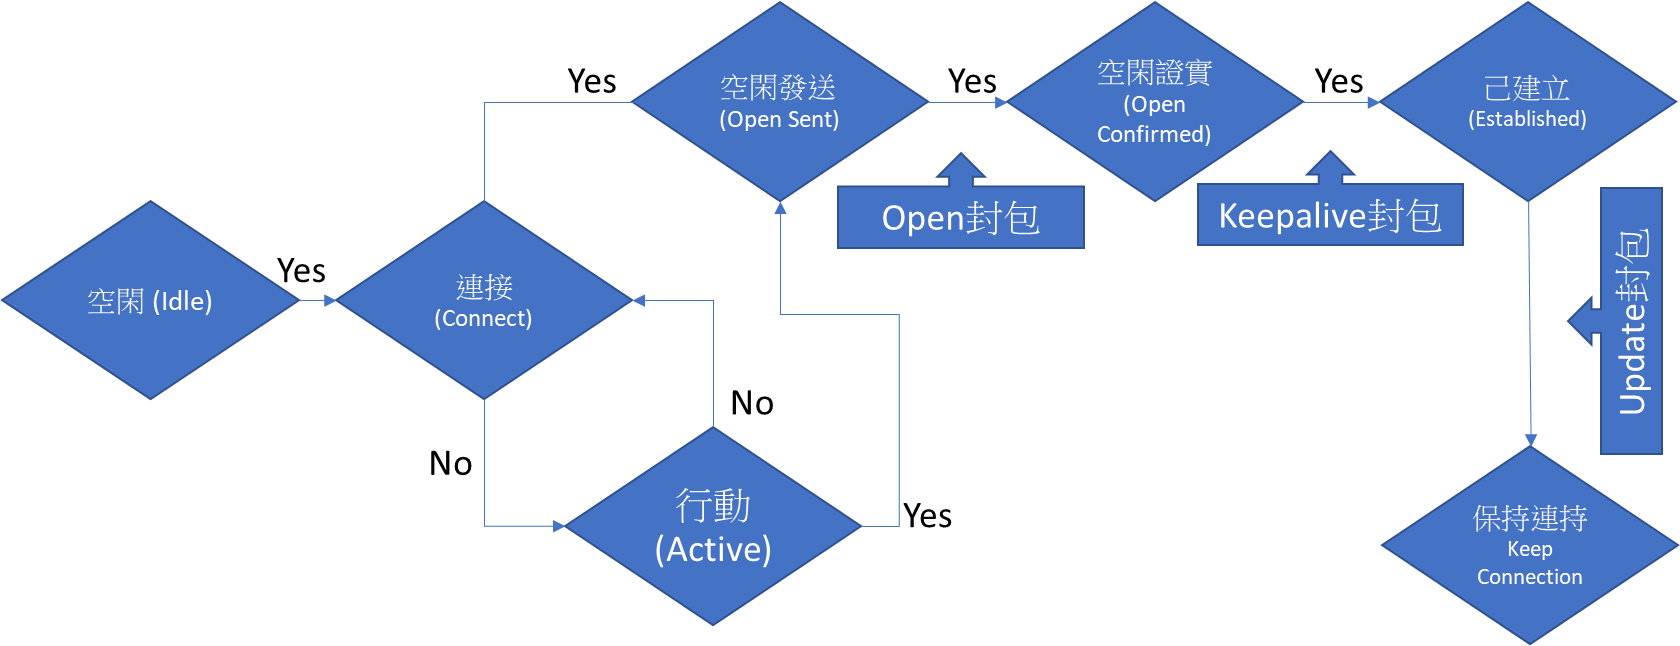 空閑 (Idle)
Yes
連接
(Connect)
Yes
空閑發送
(Open Sent)
Yes
空閑證實
(Open
Confirmed)
Yes
己建立
(Established)
Open封包
Keepalive封包
Update封包
No
行動
(Active)
No
Yes
保持連持
Keep
Connection